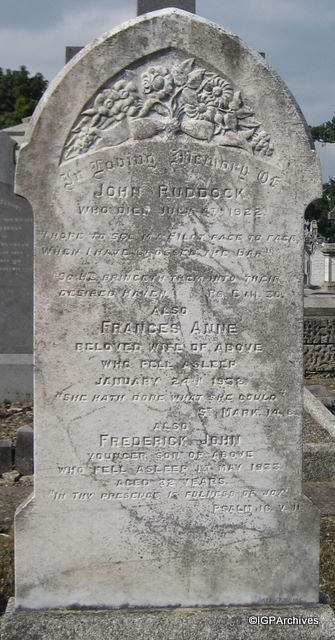 In Loving Memory Of
JOHN RUDDOCK
WHO DIED JULY 4TH 1922.
"I HOPE TO SEE MY PILOT FACE TO FACE,
WHEN I HAVE CROSSED THE BAR"
SO HE BRINGETH THEM INTO THEIR
DESIRED HAVEN. PS. CVII. 30.
ALSO
FRANCES ANNE
BELOVED WIFE OF ABOVE
WHO FELL ASLEEP
JANUARY 24TH
"SHE HATH DONE WHAT SHE COULD"
ST MARK. 14. 8.
ALSO
FREDERICK JOHN
YOUNGER SON OF ABOVE
WHO FELL ASLEEP MAY 1933.
AGED 32 YEARS.
"IN THY PRESENCE IS FULNESS OF JOY"
PSALM 16. V. 11
©IGPArchives